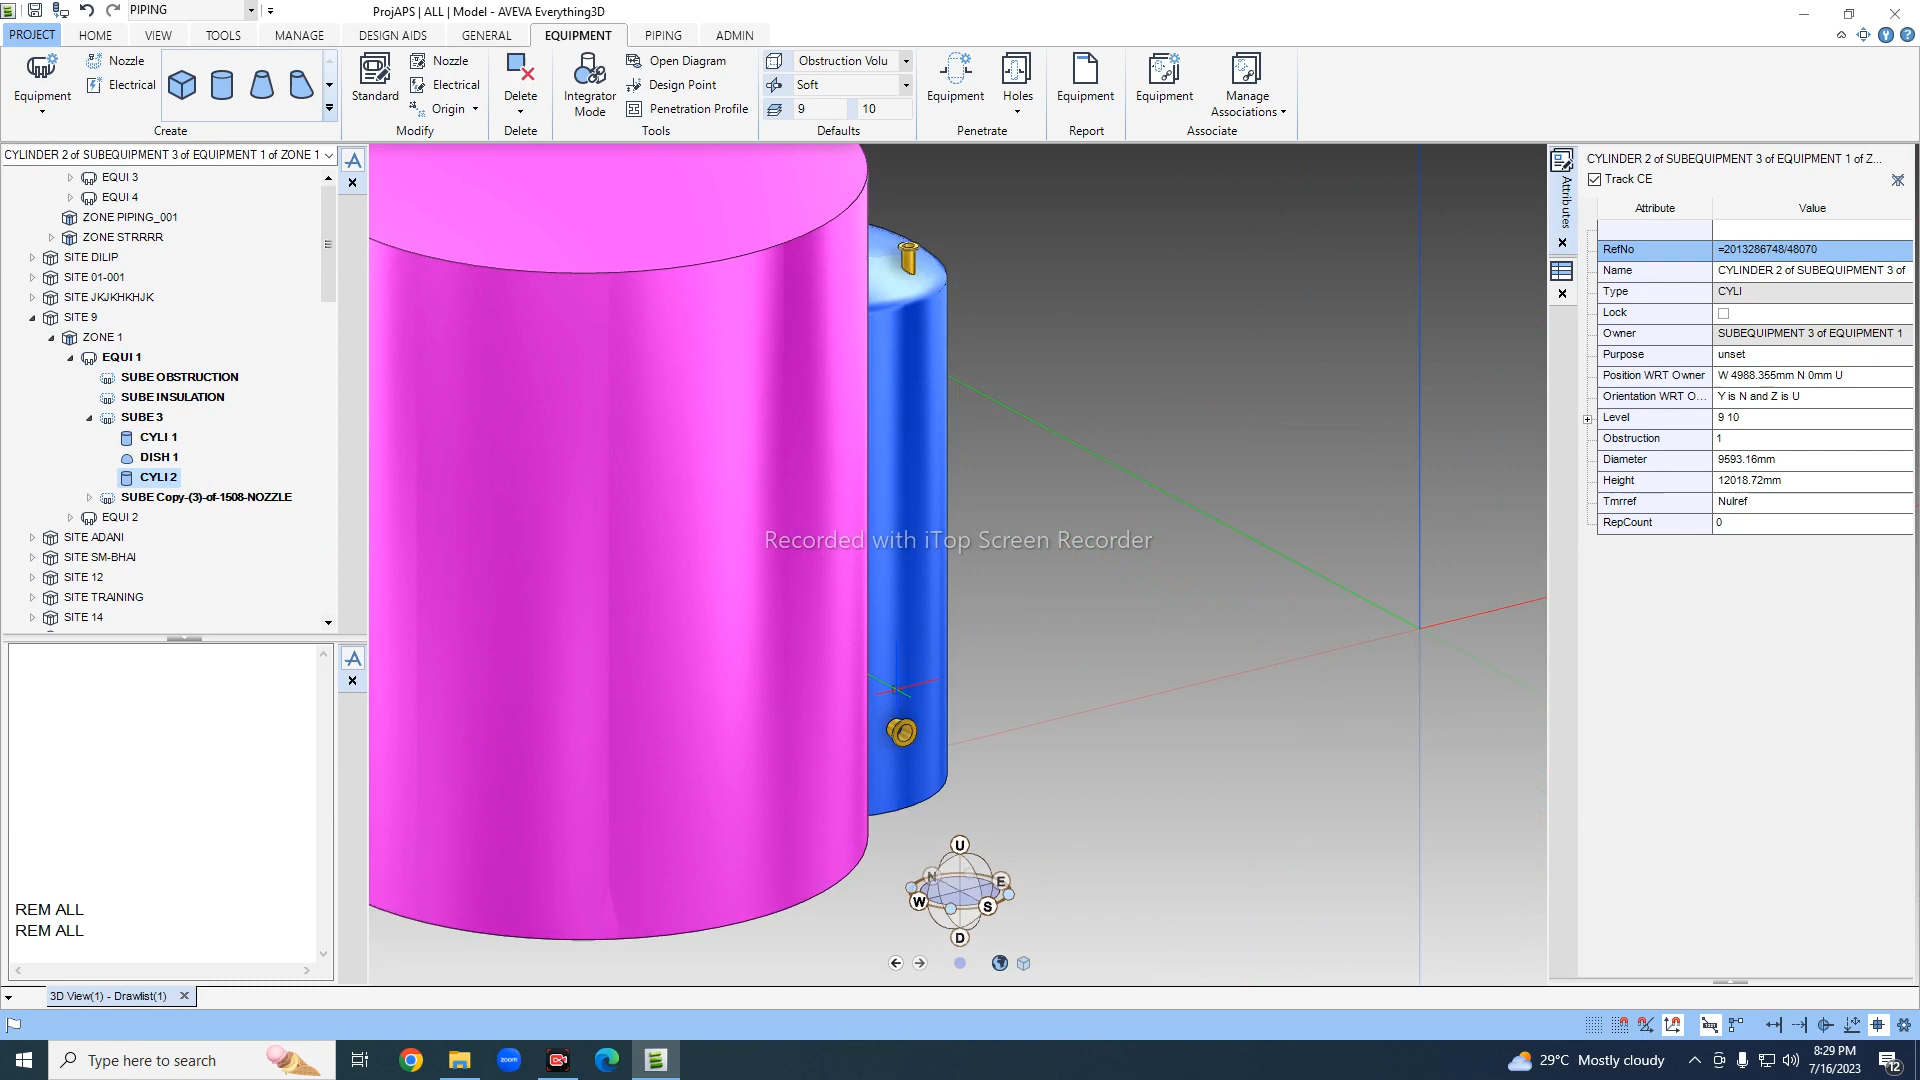 PIPING
ProjAPS | ALL | Model - AVEVA Everything3D
PROJECT HOME VIEW TOOLS MANAGE DESIGN AIDS GENERAL EQUIPMENT PIPING ADMIN
Equipment
Nozzle
Electrical
Create
Standard
Nozzle
Electrical
Origin
Modify
Delete
Delete
Integrator
Mode
Open Diagram
Design Point
Penetration Profile
Tools
Obstruction Volu
Soft
9 10
Defaults
Equipment
Holes
Penetrate
Equipment
Report
Equipment
Manage
Associations
Associate
CYLINDER 2 of SUBEQUIPMENT 3 of EQUIPMENT 1 of ZONE 1
EQUI 3
EQUI 4
ZONE PIPING_001
ZONE STRRRR
SITE DILIP
SITE 01-001
SITE JKJKHKHJK
SITE 9
ZONE 1
EQUI 1
SUBE OBSTRUCTION
SUBE INSULATION
SUBE 3
CYLI 1
DISH 1
CYLI 2
SUBE Copy-(3)-of-1508-NOZZLE
EQUI 2
SITE ADANI
SITE SM-BHAI
SITE 12
SITE TRAINING
SITE 14
REM ALL
REM ALL
Recorded with iTop Screen Recorder
U
N E
W S
D
Attributes
CYLINDER 2 of SUBEQUIPMENT 3 of EQUIPMENT 1 of Z...
Track CE
Attribute Value
RefNo =2013286748/48070
Name CYLINDER 2 of SUBEQUIPMENT 3 of
Type CYLI
Lock
Owner SUBEQUIPMENT 3 of EQUIPMENT 1
Purpose unset
Position WRT Owner W 4988.355mm N 0mm U
Orientation WRT O... Y is N and Z is U
Level 9 10
Obstruction 1
Diameter 9593.16mm
Height 12018.72mm
Tmrref Nulref
RepCount 0
3D View(1) - Drawlist(1)
Type here to search
zoom
29°C Mostly cloudy
8:29 PM
7/16/2023
12